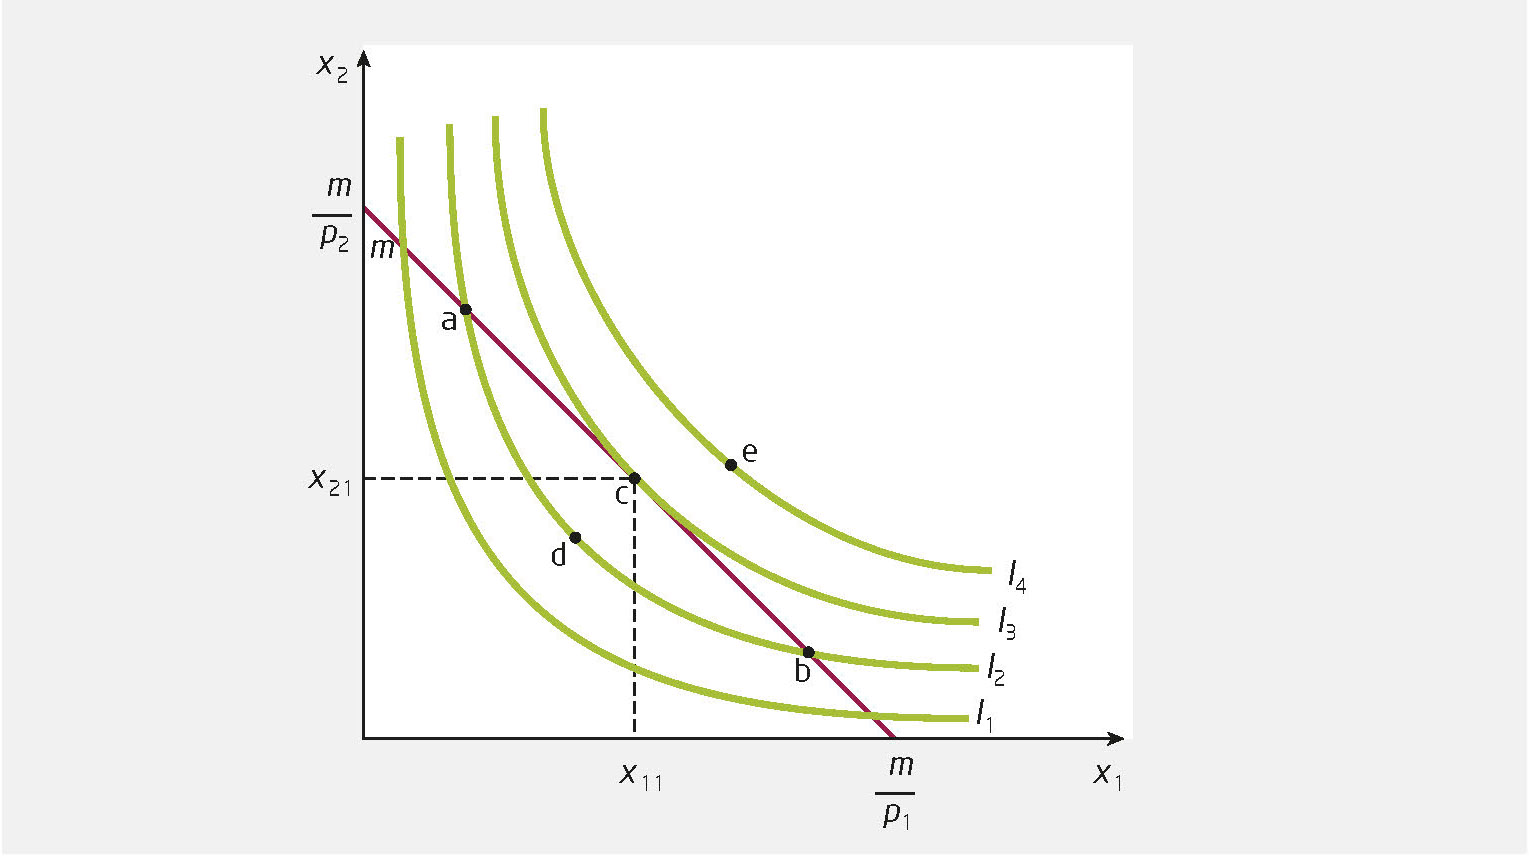 x₂
m
p₂
m
a
e
x₂₁
c
d
I₄
I₃
b
I₂
I₁
x₁₁
m
p₁
x₁